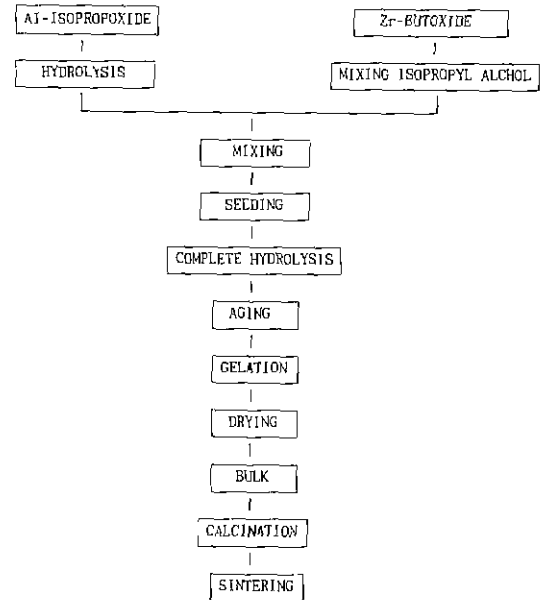 Al-ISOPROPOXIDE
Zr-BUTOXIDE
HYDROLYSIS
MIXING ISOPROPYL ALCHOL
MIXING
SEEDING
COMPLETE HYDROLYSIS
AGING
GELATION
DRYING
BULK
CALCINATION
SINTERING